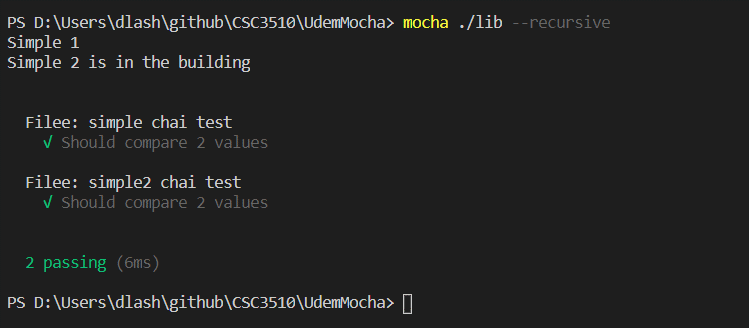 PS D:\Users\dlash\github\CSC3510\UdemMocha> mocha ./lib --recursive
Simple 1
Simple 2 is in the building
Filee: simple chai test
√ Should compare 2 values
Filee: simple2 chai test
√ Should compare 2 values
2 passing (6ms)
PS D:\Users\dlash\github\CSC3510\UdemMocha>